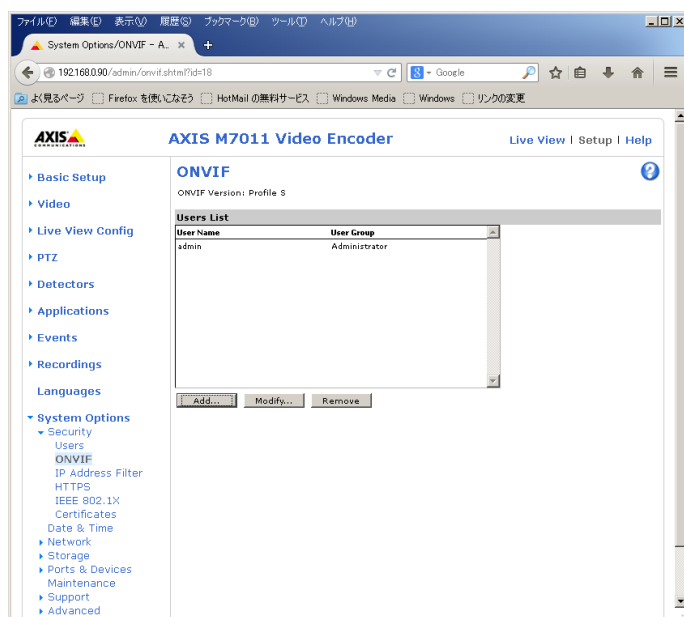 ファイル(F) 編集(E) 表示(V) 履歴(S) ブックマーク(B) ツール(T) ヘルプ(H)
System Options/ONVIF - A..
192.168.0.90/admin/onvif.shtml?id=18
Google
よく見るページ Firefox を使いこなそう HotMail の無料サービス Windows Media Windows リンクの変更
AXIS
COMMUNICATIONS
AXIS M7011 Video Encoder
Live View | Setup | Help
Basic Setup
Video
Live View Config
PTZ
Detectors
Applications
Events
Recordings
Languages
System Options
Security
Users
ONVIF
IP Address Filter
HTTPS
IEEE 802.1X
Certificates
Date & Time
Network
Storage
Ports & Devices
Maintenance
Support
Advanced
ONVIF
ONVIF Version: Profile S
Users List
User Name User Group
admin Administrator
Add... Modify... Remove